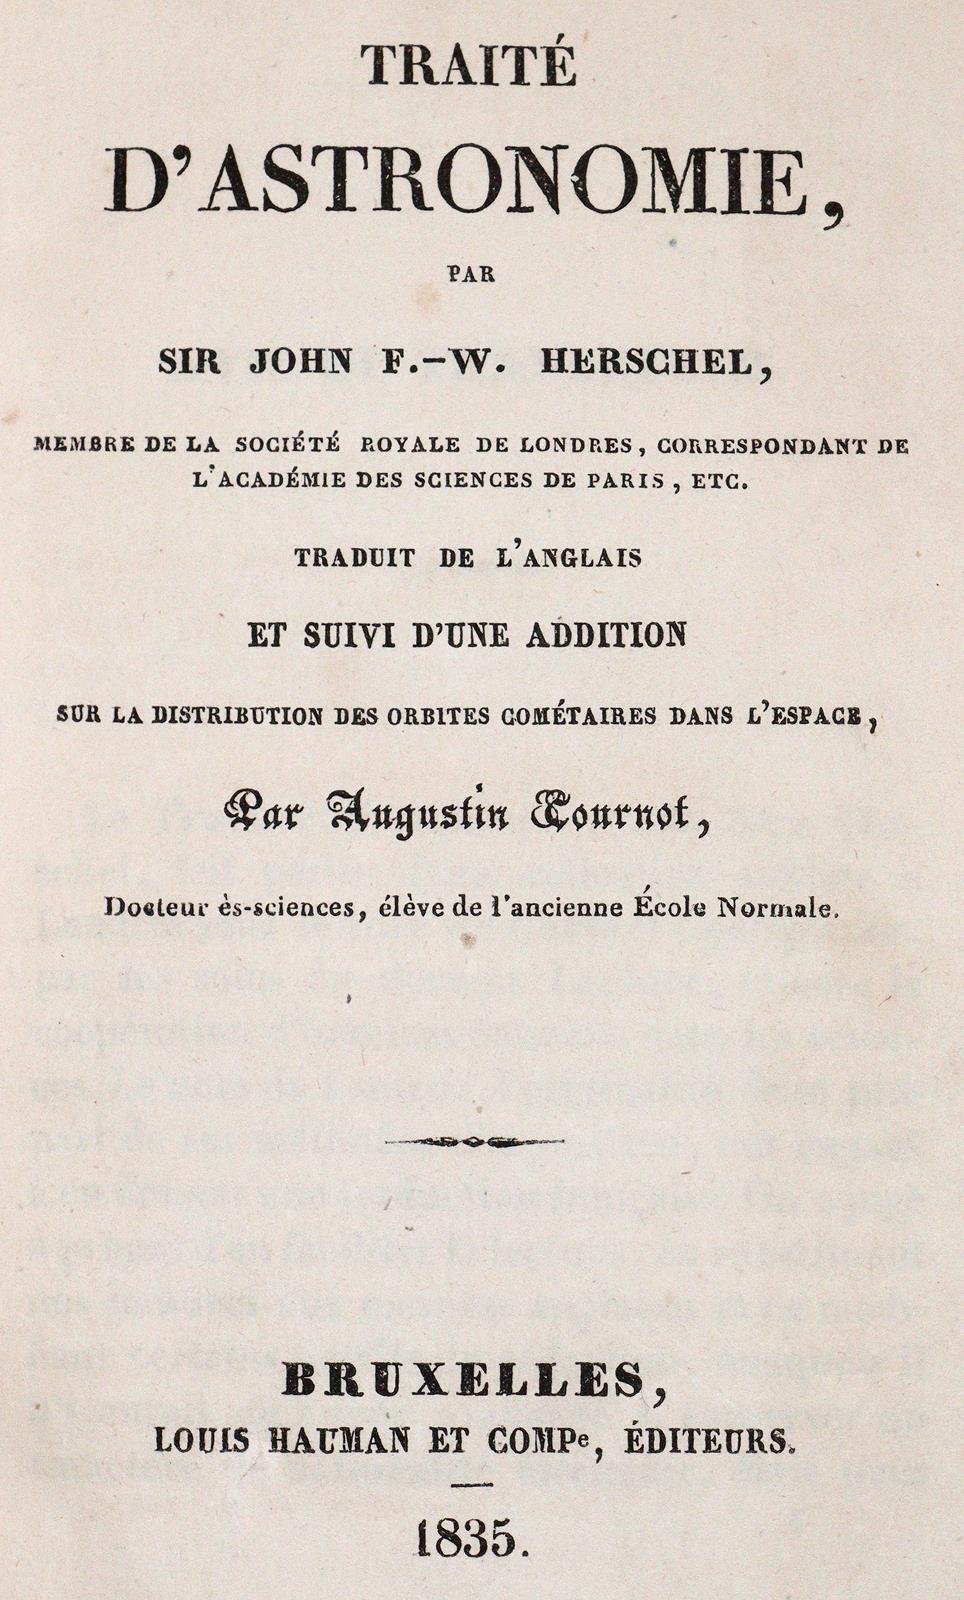 TRAITÉ
D'ASTRONOMIE,
PAR
SIR JOHN F.-W. HERSCHEL,
MEMBRE DE LA SOCIÉTÉ ROYALE DE LONDRES, CORRESPONDANT DE
L'ACADÉMIE DES SCIENCES DE PARIS, ETC.
TRADUIT DE L'ANGLAIS
ET SUIVI D'UNE ADDITION
SUR LA DISTRIBUTION DES ORBITES COMÉTAIRES DANS L'ESPACE,
Par Augustin Cournot,
Docteur ès-sciences, élève de l'ancienne École Normale.
BRUXELLES,
LOUIS HAUMAN ET COMPe, ÉDITEURS.
1835.